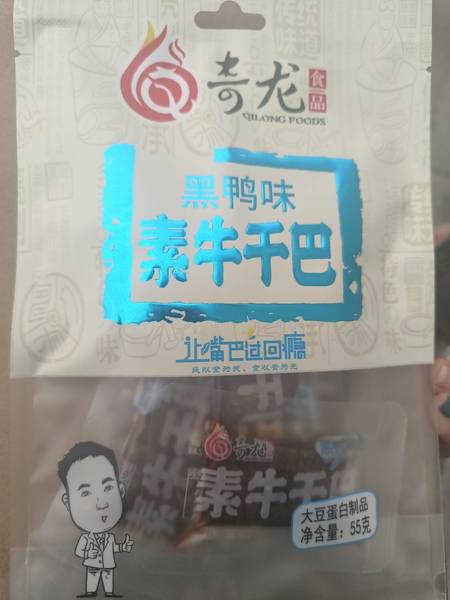 奇龙
食品
QILONG FOODS
黑鸭味
素牛干巴
让嘴巴过回瘾
民以食为天、食以安为先
奇龙
素牛干巴
大豆蛋白制品
净含量：55克